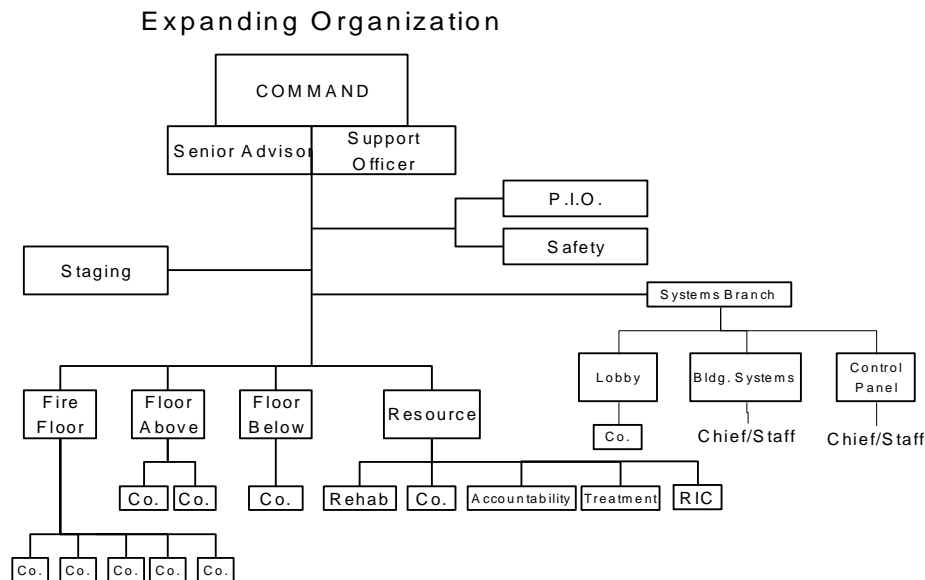 Expanding Organization
COMMAND
Senior Advisor
Support
Officer
P.I.O.
Safety
Staging
Systems Branch
Lobby
Bldg. Systems
Control
Panel
Fire
Floor
Floor
Above
Floor
Below
Resource
Co.
Chief/Staff
Chief/Staff
Co.
Co.
Co.
Rehab
Co.
Accountability
Treatment
RIC
Co.
Co.
Co.
Co.
Co.